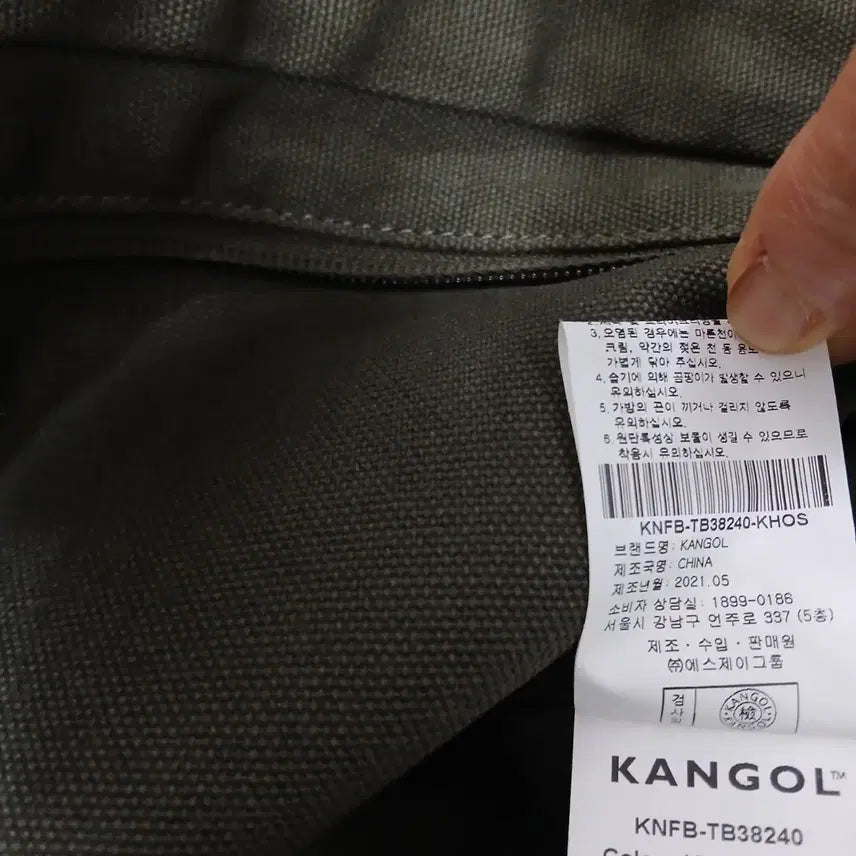 3. 오염된 경우에는 마른천이
크림, 약간의 젖은 천 등
가볍게 닦아 주십시오.
4. 습기에 의해 곰팡이가 발생할 수 있으니
유의하십시오.
5. 가방의 끈이 끼거나 걸리지 않도록
유의하십시오.
6. 원단특성상 보풀이 생길 수 있으므로
착용시 유의하십시오.
KNFB-TB38240-KHOS
브랜드명: KANGOL
제조국명: CHINA
제조년월: 2021.05
소비자 상담실: 1899-0186
서울시 강남구 언주로 337 (5층)
제조 · 수입 · 판매원
㈜에스제이그룹
검
KANGOL
檢
KANGOL™
KNFB-TB38240